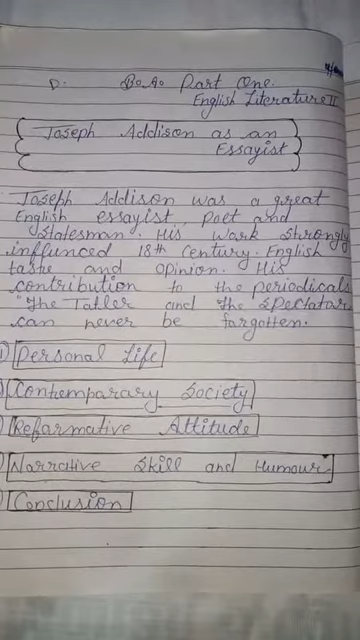 D. B.A. Part One.
English Literature II
Joseph Addison as an
Essayist
Joseph Addison was a great
English essayist, Poet and
Statesman. His work strongly
inffunced 18th Century. English
taste and opinion. His
contribution to the periodicals
"The Tatler and The Spectator
can never be forgotten.
Personal Life
Contemparary Society
Reformative Attitude
Narrative Skill and Humour
Conclusion